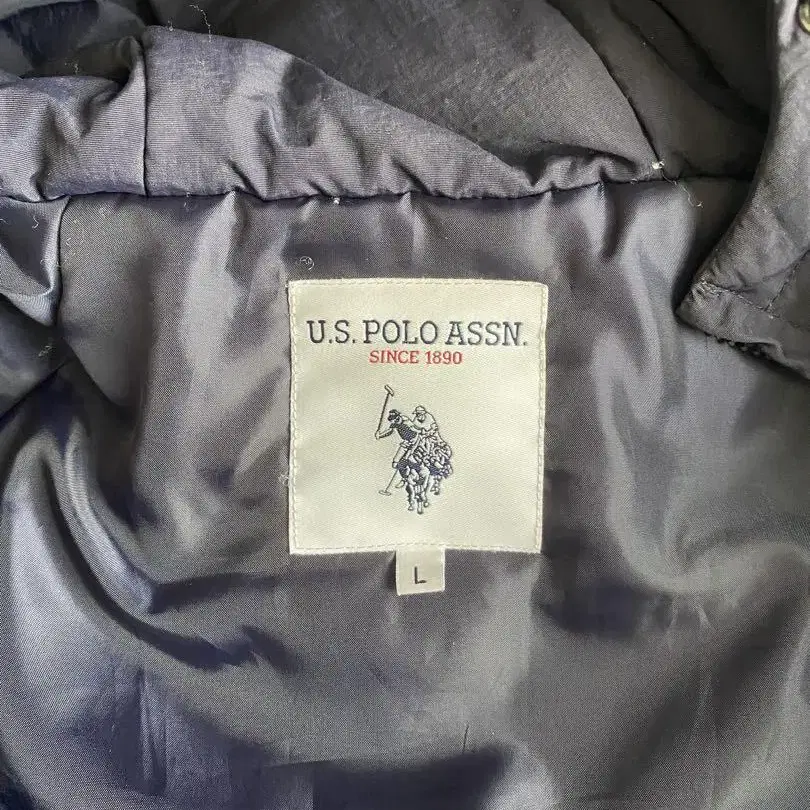 U.S. POLO ASSN.
SINCE 1890
L